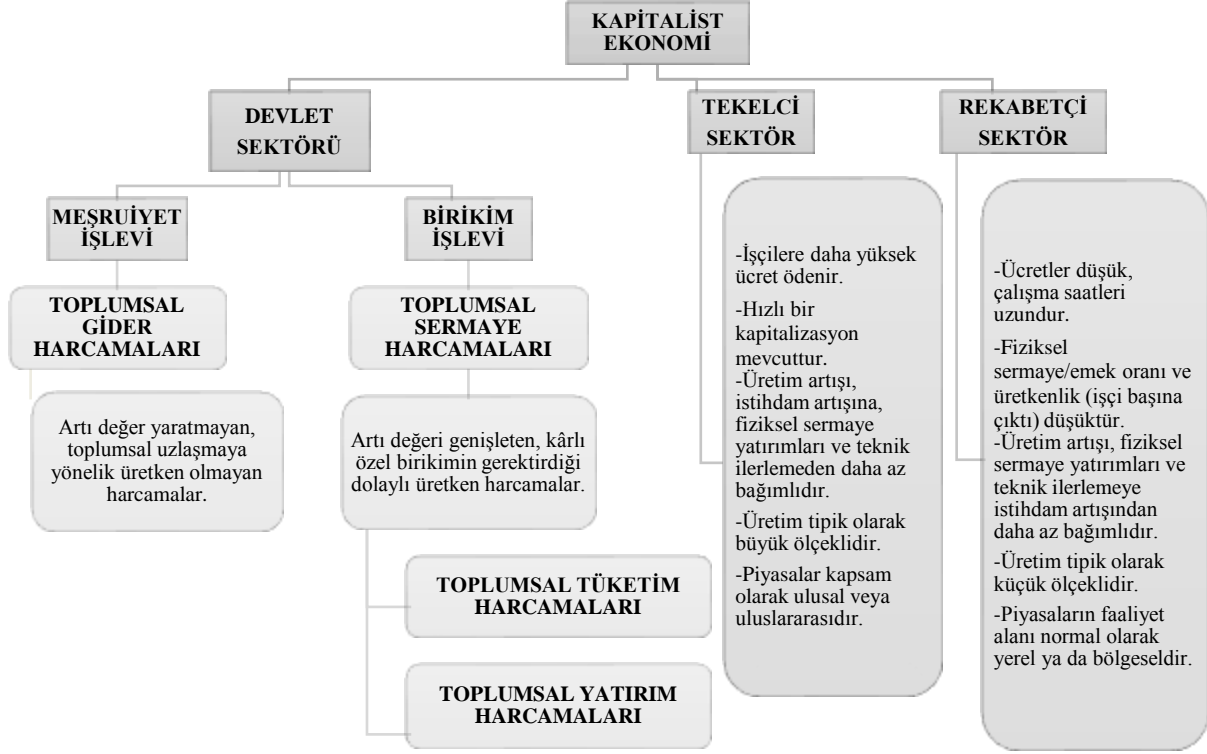 KAPİTALİST
EKONOMİ
DEVLET
SEKTÖRÜ
TEKELCİ
SEKTÖR
REKABETÇİ
SEKTÖR
MEŞRUİYET
İŞLEVİ
BİRİKİM
İŞLEVİ
TOPLUMSAL
GİDER
HARCAMALARI
TOPLUMSAL
SERMAYE
HARCAMALARI
Artı değer yaratmayan,
toplumsal uzlaşmaya
yönelik üretken olmayan
harcamalar.
Artı değeri genişleten, kârlı
özel birikimin gerektirdiği
dolaylı üretken harcamalar.
TOPLUMSAL TÜKETİM
HARCAMALARI
TOPLUMSAL YATIRIM
HARCAMALARI
-İşçilere daha yüksek
ücret ödenir.
-Hızlı bir
kapitalizasyon
mevcuttur.
-Üretim artışı,
istihdam artışına,
fiziksel sermaye
yatırımları ve teknik
ilerlemeden daha az
bağımlıdır.
-Üretim tipik olarak
büyük ölçeklidir.
-Piyasalar kapsam
olarak ulusal veya
uluslararasıdır.
-Ücretler düşük,
çalışma saatleri
uzundur.
-Fiziksel
sermaye/emek oranı ve
üretkenlik (işçi başına
çıktı) düşüktür.
-Üretim artışı, fiziksel
sermaye yatırımları ve
teknik ilerlemeye
istihdam artışından
daha az bağımlıdır.
-Üretim tipik olarak
küçük ölçeklidir.
-Piyasaların faaliyet
alanı normal olarak
yerel ya da bölgeseldir.